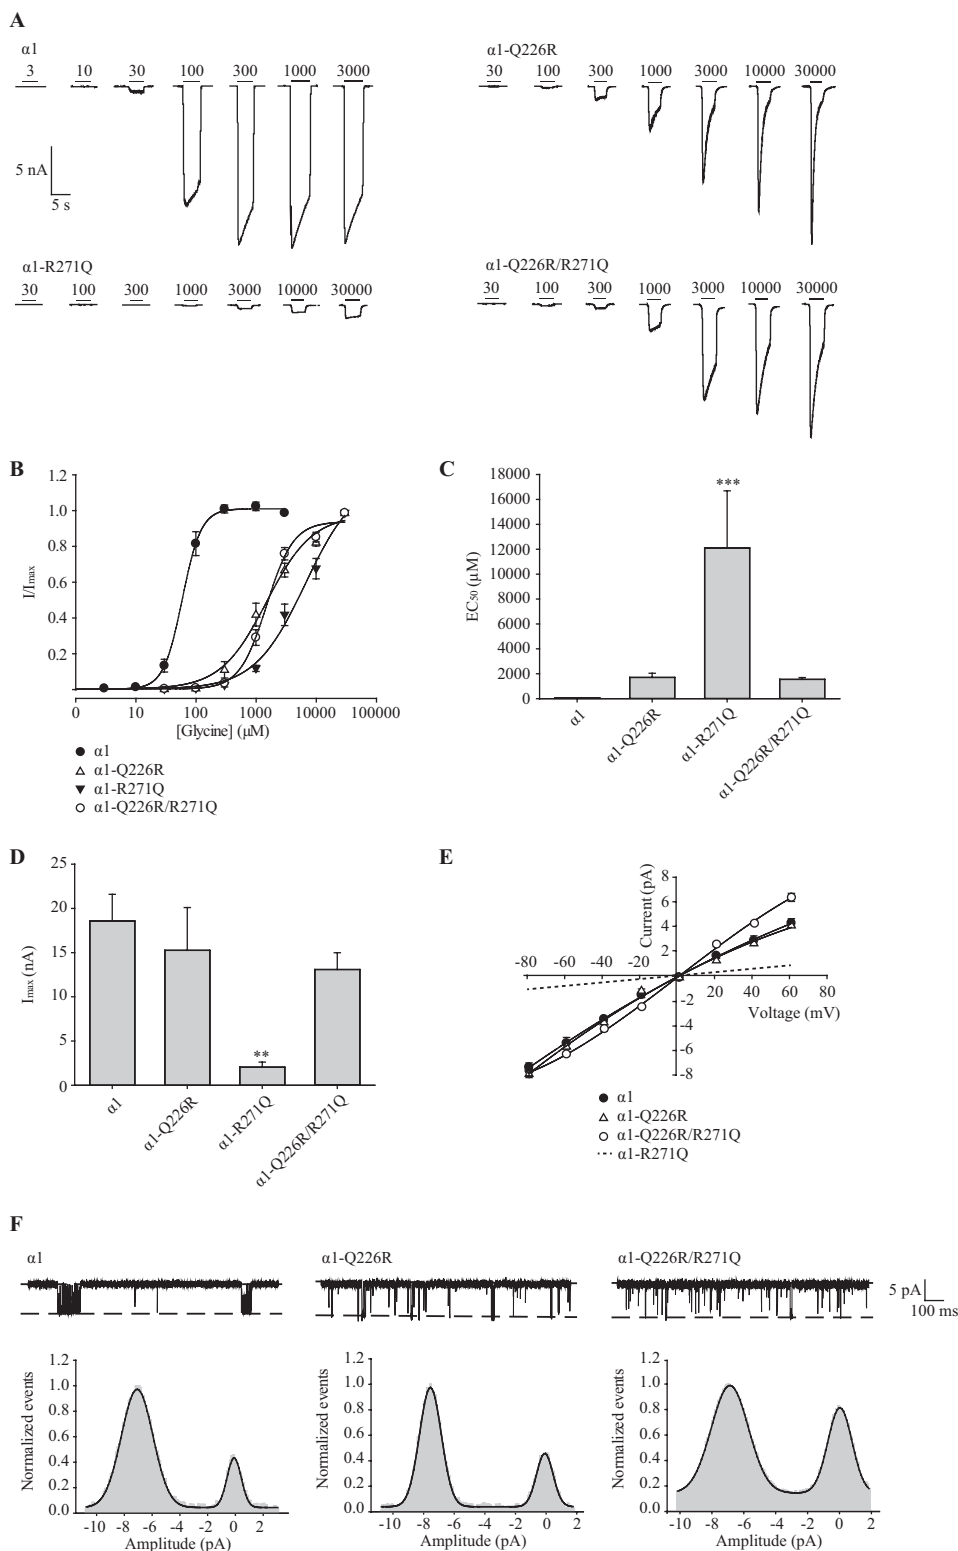 A
α1
3 10 30 100 300 1000 3000
5 nA
5 s
α1-Q226R
30 100 300 1000 3000 10000 30000
α1-R271Q
30 100 300 1000 3000 10000 30000
α1-Q226R/R271Q
30 100 300 1000 3000 10000 30000
B
1.2
1.0
0.8
0.6
0.4
0.2
I/Imax
0 10 100 1000 10000 100000
[Glycine] (µM)
α1
α1-Q226R
α1-R271Q
α1-Q226R/R271Q
C
18000
16000
14000
12000
10000
8000
6000
4000
2000
0
EC50 (µM)
***
α1
α1-Q226R
α1-R271Q
α1-Q226R/R271Q
D
25
20
15
10
5
0
Imax (nA)
**
α1
α1-Q226R
α1-R271Q
α1-Q226R/R271Q
E
Current (pA)
8
6
4
2
-2
-4
-6
-8
-80 -60 -40 -20
20 40 60 80
Voltage (mV)
α1
α1-Q226R
α1-Q226R/R271Q
α1-R271Q
F
α1
α1-Q226R
α1-Q226R/R271Q
5 pA
100 ms
Normalized events
1.2
1.0
0.8
0.6
0.4
0.2
0.0
-10 -8 -6 -4 -2 0 2
Amplitude (pA)
Normalized events
1.2
1.0
0.8
0.6
0.4
0.2
0.0
-10 -8 -6 -4 -2 0 2
Amplitude (pA)
Normalized events
1.2
1.0
0.8
0.6
0.4
0.2
0.0
-10 -8 -6 -4 -2 0 2
Amplitude (pA)